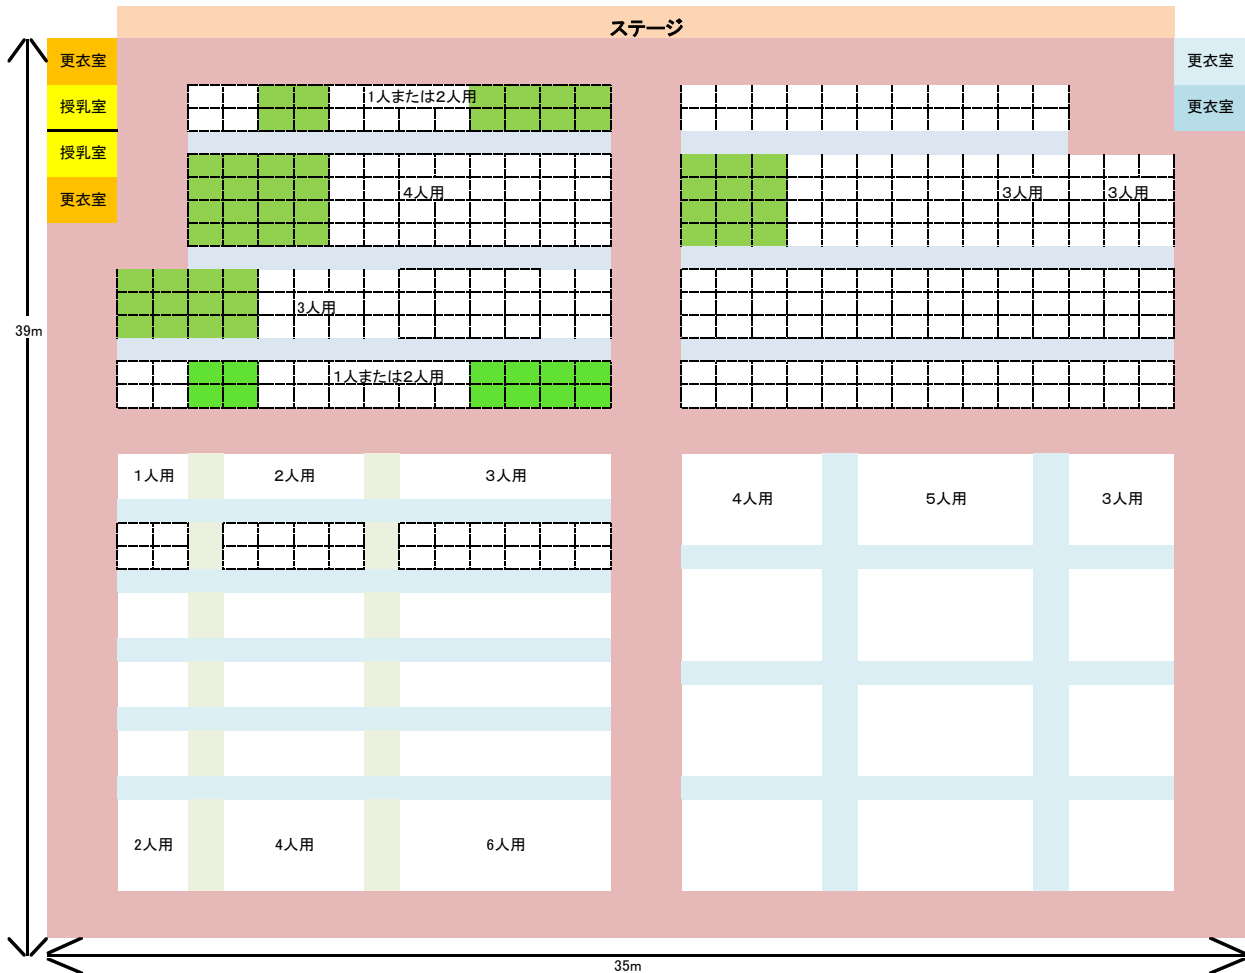 ステージ
更衣室
更衣室
授乳室
1人または2人用
更衣室
授乳室
更衣室
4人用
3人用
3人用
3人用
39m
1人または2人用
1人用
2人用
3人用
4人用
5人用
3人用
2人用
4人用
6人用
35m